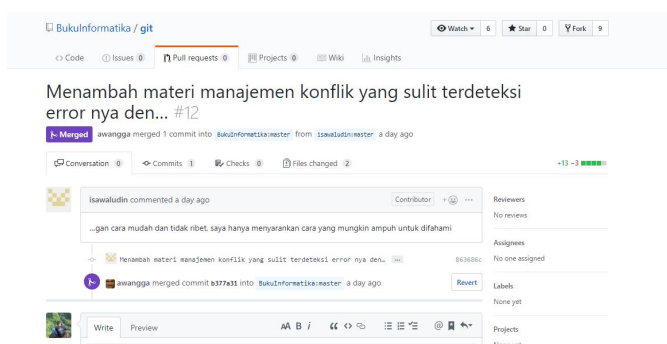 BukuInformatika / git
Watch 6 Star 0 Fork 9
Code Issues 0 Pull requests 0 Projects 0 Wiki Insights
Menambah materi manajemen konflik yang sulit terdeteksi
error nya den... #12
Merged awangga merged 1 commit into BukuInformatika:master from isawaludin:master a day ago
Conversation 0 Commits 1 Checks 0 Files changed 2 +13 −3
isawaludin commented a day ago Contributor
Reviewers
No reviews
...gan cara mudah dan tidak ribet. saya hanya menyarankan cara yang mungkin ampuh untuk difahami
Assignees
No one assigned
Menambah materi manajemen konflik yang sulit terdeteksi error nya den… ... 863686c
awangga merged commit b377a31 into BukuInformatika:master a day ago Revert
Labels
None yet
Write Preview AA B i
Projects